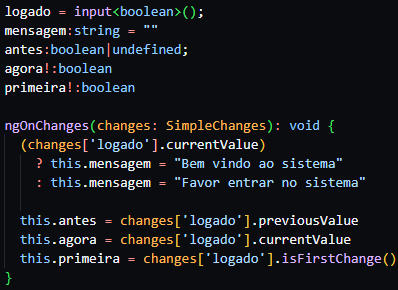 logado = input<boolean>();
mensagem:string = ""
antes:boolean|undefined;
agora!:boolean
primeira!:boolean
ngOnChanges(changes: SimpleChanges): void {
(changes['logado'].currentValue)
? this.mensagem = "Bem vindo ao sistema"
: this.mensagem = "Favor entrar no sistema"
this.antes = changes['logado'].previousValue
this.agora = changes['logado'].currentValue
this.primeira = changes['logado'].isFirstChange()
}